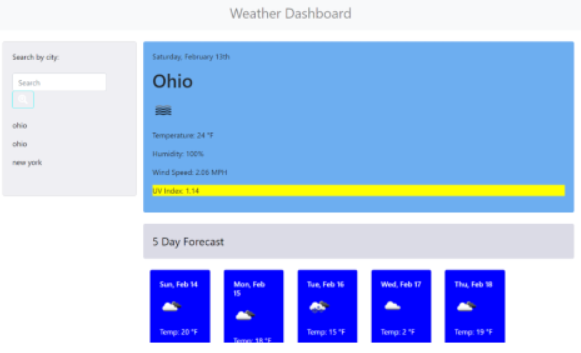 Weather Dashboard
Search by city:
Search
ohio
ohio
new york
Saturday, February 13th
Ohio
Temperature: 24 °F
Humidity: 100%
Wind Speed: 2.06 MPH
UV Index: 1.14
5 Day Forecast
Sun, Feb 14
Temp: 20 °F
Mon, Feb
15
Temp: 18 °F
Tue, Feb 16
Temp: 15 °F
Wed, Feb 17
Temp: 2 °F
Thu, Feb 18
Temp: 19 °F